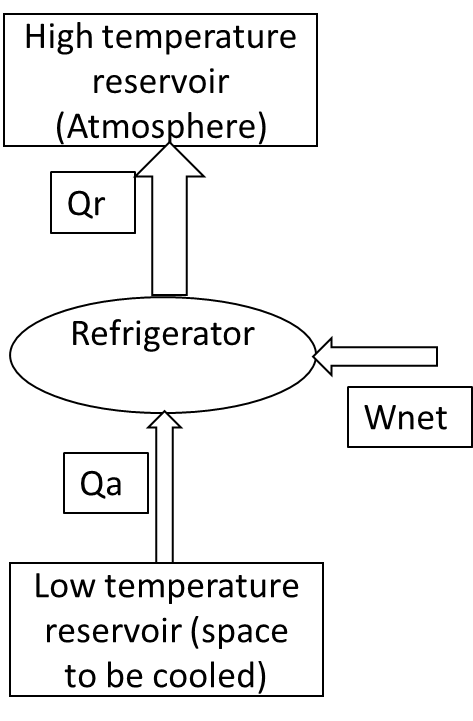 High temperature
reservoir
(Atmosphere)
Qr
Refrigerator
Wnet
Qa
Low temperature
reservoir (space
to be cooled)